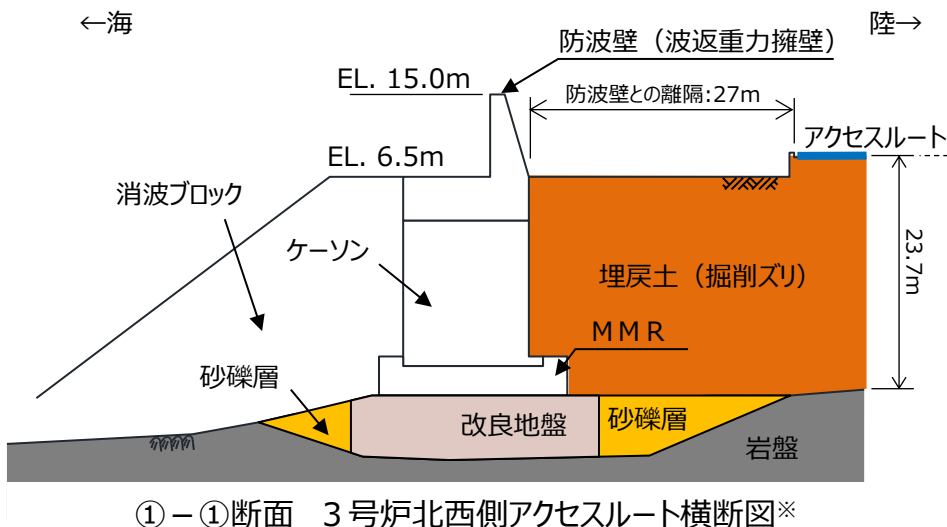 ←海
陸→
防波壁（波返重力擁壁）
EL. 15.0m
防波壁との離隔:27m
アクセスルート
EL. 6.5m
消波ブロック
ケーソン
埋戻土（掘削ズリ）
23.7m
ＭＭＲ
砂礫層
改良地盤
砂礫層
岩盤
①－①断面　３号炉北西側アクセスルート横断図※